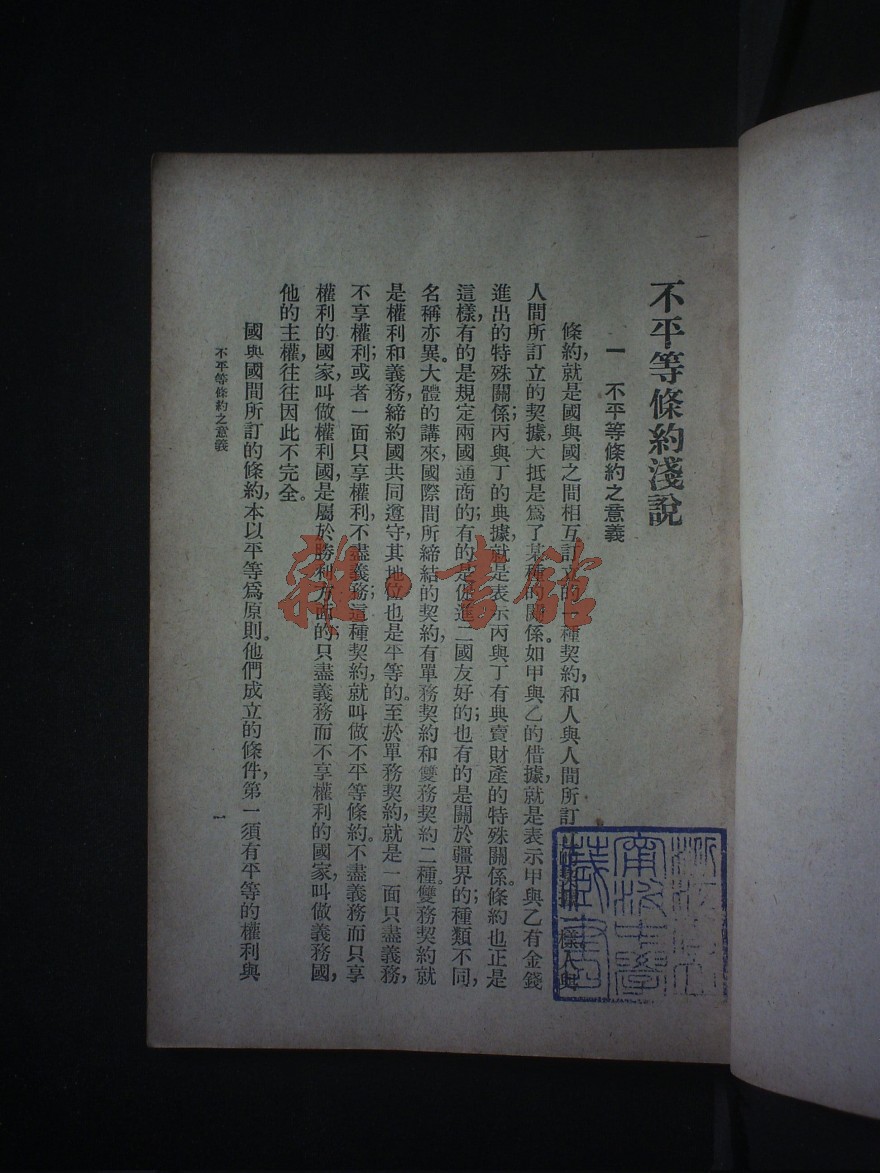 不平等條約淺說
一　不平等條約之意義
條約，就是國與國之間相互訂立的一種契約，和人與人間所訂立的契據一樣。人與
人間所訂立的契據，大抵是爲了某種的關係。如甲與乙的借據，就是表示甲與乙有金錢
進出的特殊關係；丙與丁的典據，就是表示丙與丁有典賣財產的特殊關係。條約也正是
這樣，有的是規定兩國通商的；有的是促進二國友好的；也有的是關於疆界的；種類不同，
名稱亦異。大體的講來，國際間所締結的契約，有單務契約和雙務契約二種。雙務契約就
是權利和義務，締約國共同遵守，其地位也是平等的。至於單務契約，就是一面只盡義務，
不享權利；或者一面只享權利，不盡義務；這種契約，就叫做不平等條約。不盡義務而只享
權利的國家，叫做權利國，是屬於勝利方面的；只盡義務而不享權利的國家，叫做義務國，
他的主權，往往因此不完全。
國與國間所訂的條約，本以平等爲原則。他們成立的條件，第一須有平等的權利與
不平等條約之意義
一
雜·書館